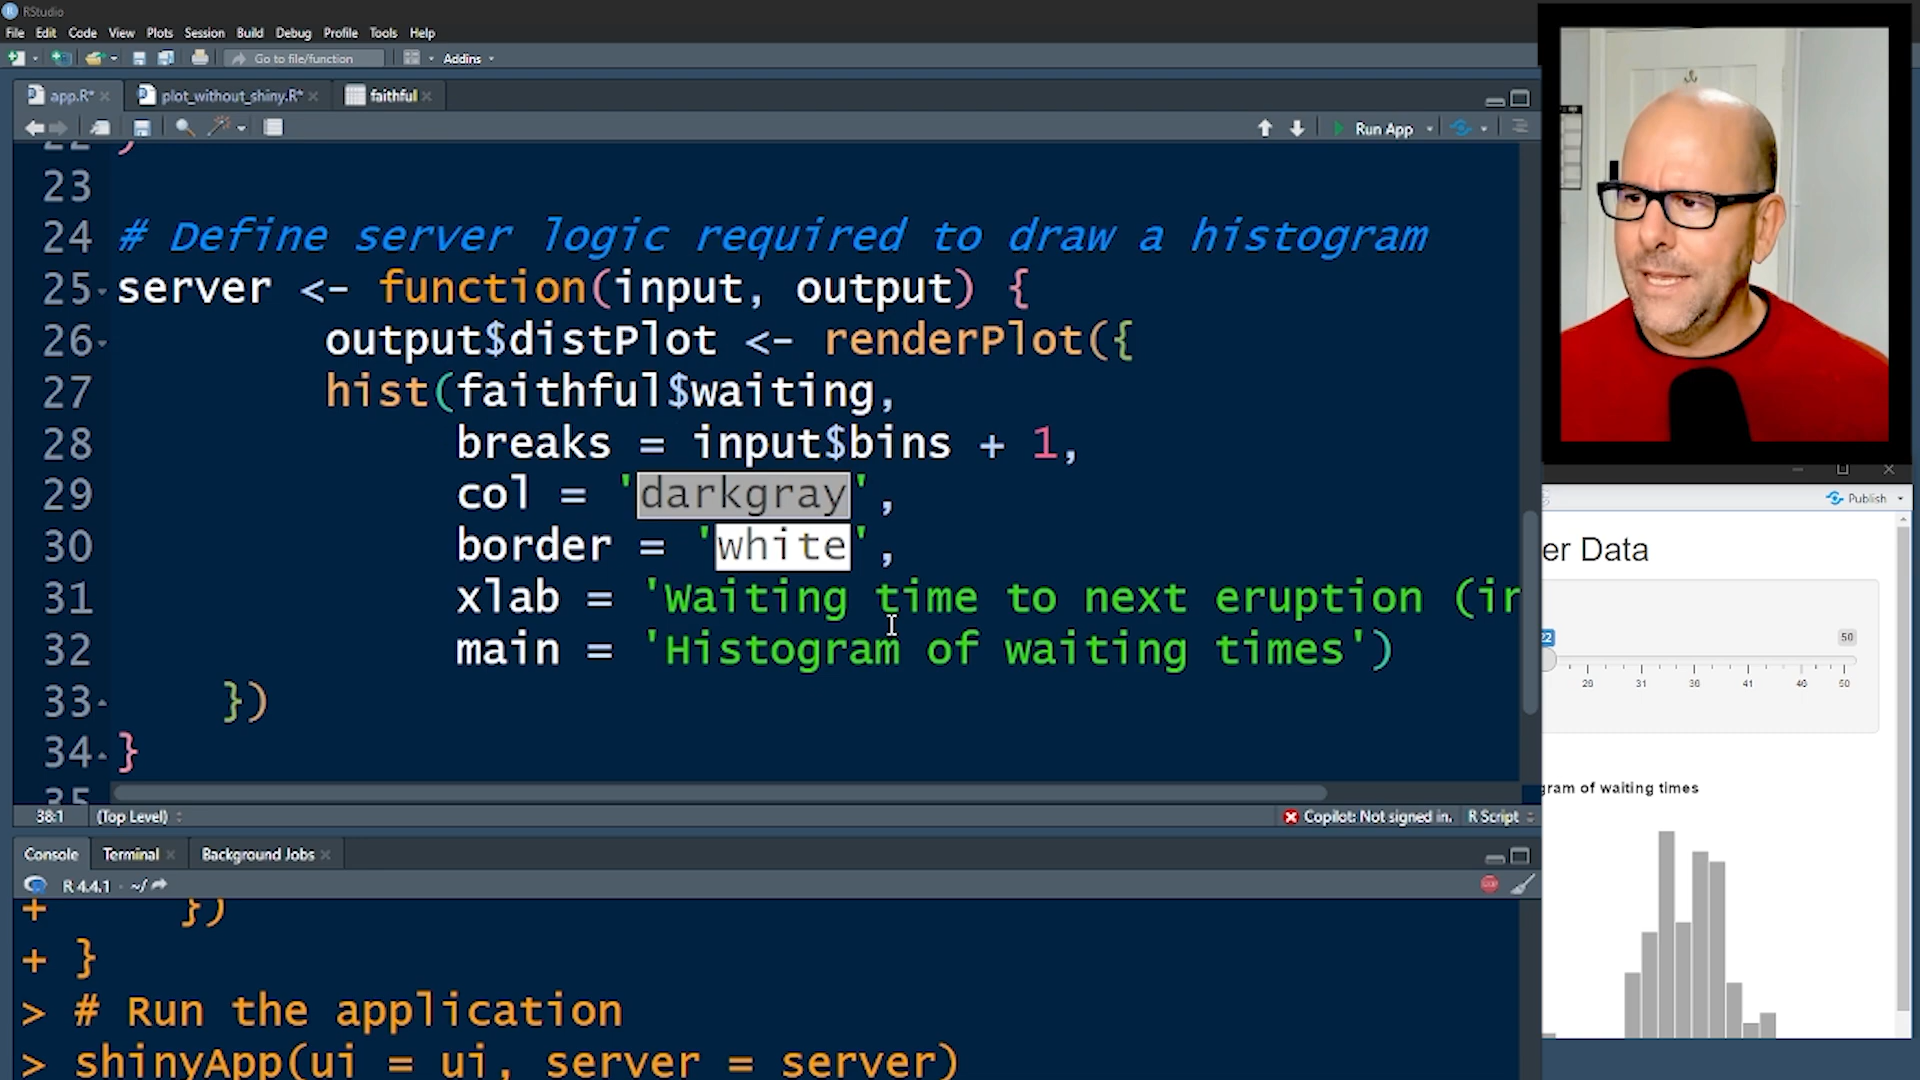 RStudio
File Edit Code View Plots Session Build Debug Profile Tools Help
Go to file/function Addins
app.R* plot_without_shiny.R* faithful
Run App
22 }
23
24 # Define server logic required to draw a histogram
25 server <- function(input, output) {
26 output$distPlot <- renderPlot({
27 hist(faithful$waiting,
28 breaks = input$bins + 1,
29 col = 'darkgray',
30 border = 'white',
31 xlab = 'Waiting time to next eruption (in
32 main = 'Histogram of waiting times')
33 })
34 }
35
38:1 (Top Level) Copilot: Not signed in. R Script
Console Terminal Background Jobs
R 4.4.1 · ~/
+ })
+ }
> # Run the application
> shinyApp(ui = ui, server = server)
Publish
er Data
22 50
26 31 36 41 46 50
gram of waiting times